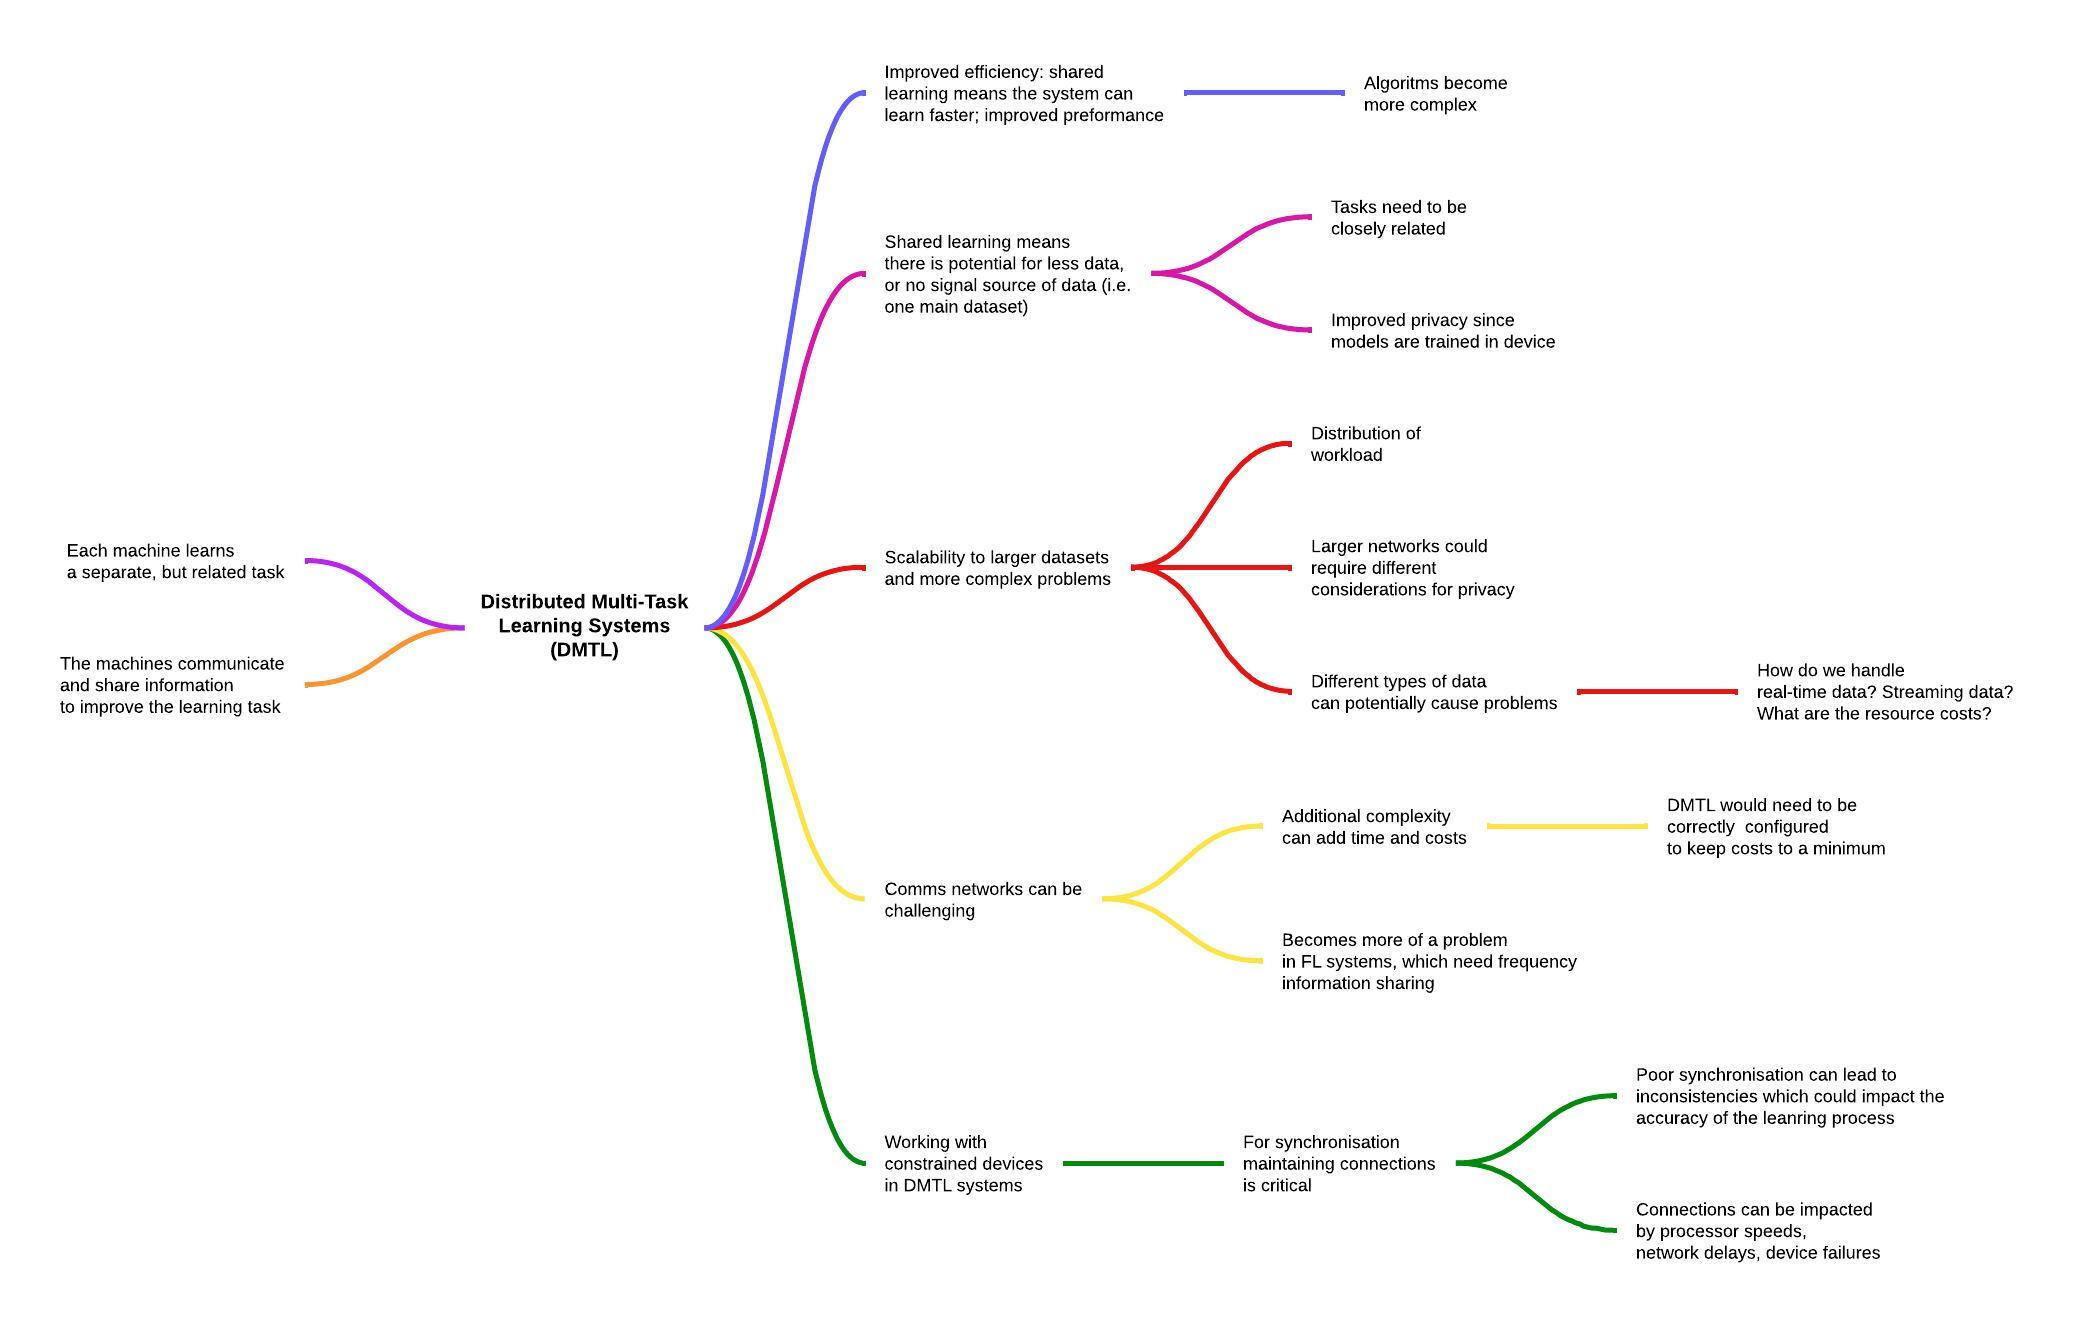 Improved efficiency: shared
learning means the system can
learn faster; improved preformance
Algoritms become
more complex
Tasks need to be
closely related
Shared learning means
there is potential for less data,
or no signal source of data (i.e.
one main dataset)
Improved privacy since
models are trained in device
Distribution of
workload
Each machine learns
a separate, but related task
The machines communicate
and share information
to improve the learning task
Distributed Multi-Task
Learning Systems
(DMTL)
Scalability to larger datasets
and more complex problems
Larger networks could
require different
considerations for privacy
Different types of data
can potentially cause problems
How do we handle
real-time data? Streaming data?
What are the resource costs?
Comms networks can be
challenging
Additional complexity
can add time and costs
DMTL would need to be
correctly  configured
to keep costs to a minimum
Becomes more of a problem
in FL systems, which need frequency
information sharing
Working with
constrained devices
in DMTL systems
For synchronisation
maintaining connections
is critical
Poor synchronisation can lead to
inconsistencies which could impact the
accuracy of the leanring process
Connections can be impacted
by processor speeds,
network delays, device failures